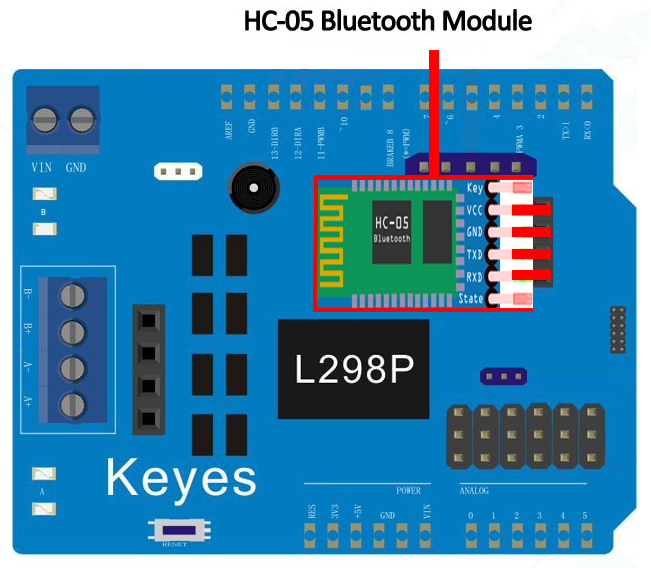 HC-05 Bluetooth Module
AREF
GND
13-DIRB
12-DIRA
11-PWMB
~10
BRAKEB 8
(*-PWM)
7
~6
4
PWMA 3
2
TX>1
RX<0
VIN GND
B
Key
VCC
GND
TXD
RXD
State
HC-05
Bluetooth
B-
B+
A-
A+
L298P
Keyes
A
RESET
POWER
ANALOG
RES
3V3
+5V
GND
VIN
0
1
2
3
4
5